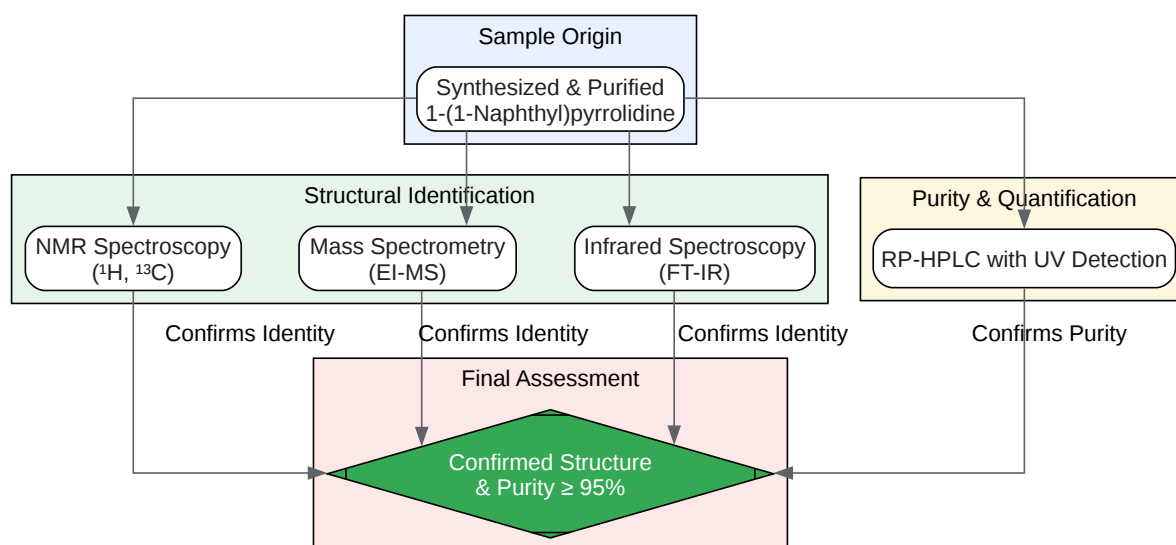 Sample Origin
Synthesized & Purified
1-(1-Naphthyl)pyrrolidine
Structural Identification
Purity & Quantification
NMR Spectroscopy
(¹H, ¹³C)
Mass Spectrometry
(EI-MS)
Infrared Spectroscopy
(FT-IR)
RP-HPLC with UV Detection
Confirms Identity
Confirms Identity
Confirms Identity
Confirms Purity
Final Assessment
Confirmed Structure
& Purity ≥ 95%